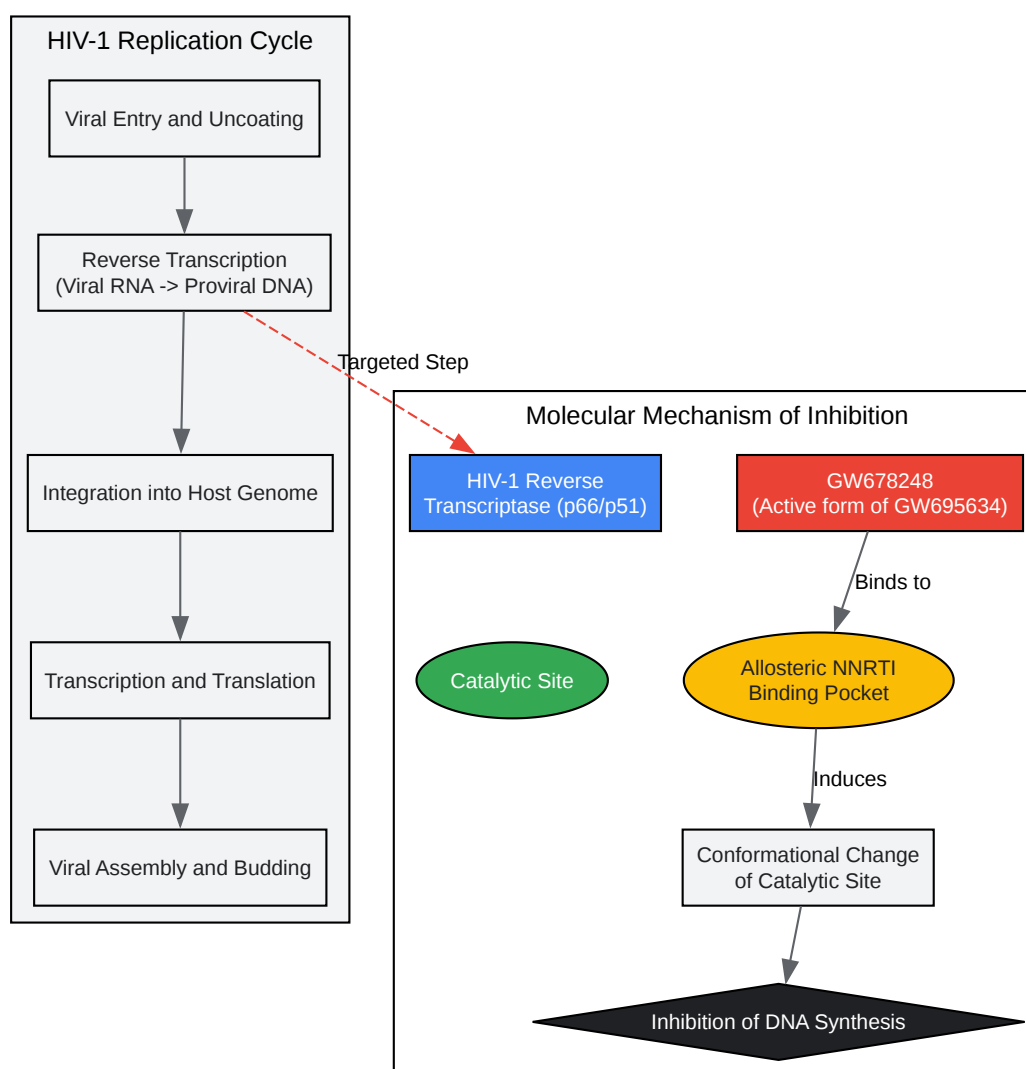 HIV-1 Replication Cycle
Viral Entry and Uncoating
Reverse Transcription
(Viral RNA -> Proviral DNA)
Targeted Step
Integration into Host Genome
Transcription and Translation
Viral Assembly and Budding
Molecular Mechanism of Inhibition
HIV-1 Reverse
Transcriptase (p66/p51)
GW678248
(Active form of GW695634)
Binds to
Catalytic Site
Allosteric NNRTI
Binding Pocket
Induces
Conformational Change
of Catalytic Site
Inhibition of DNA Synthesis